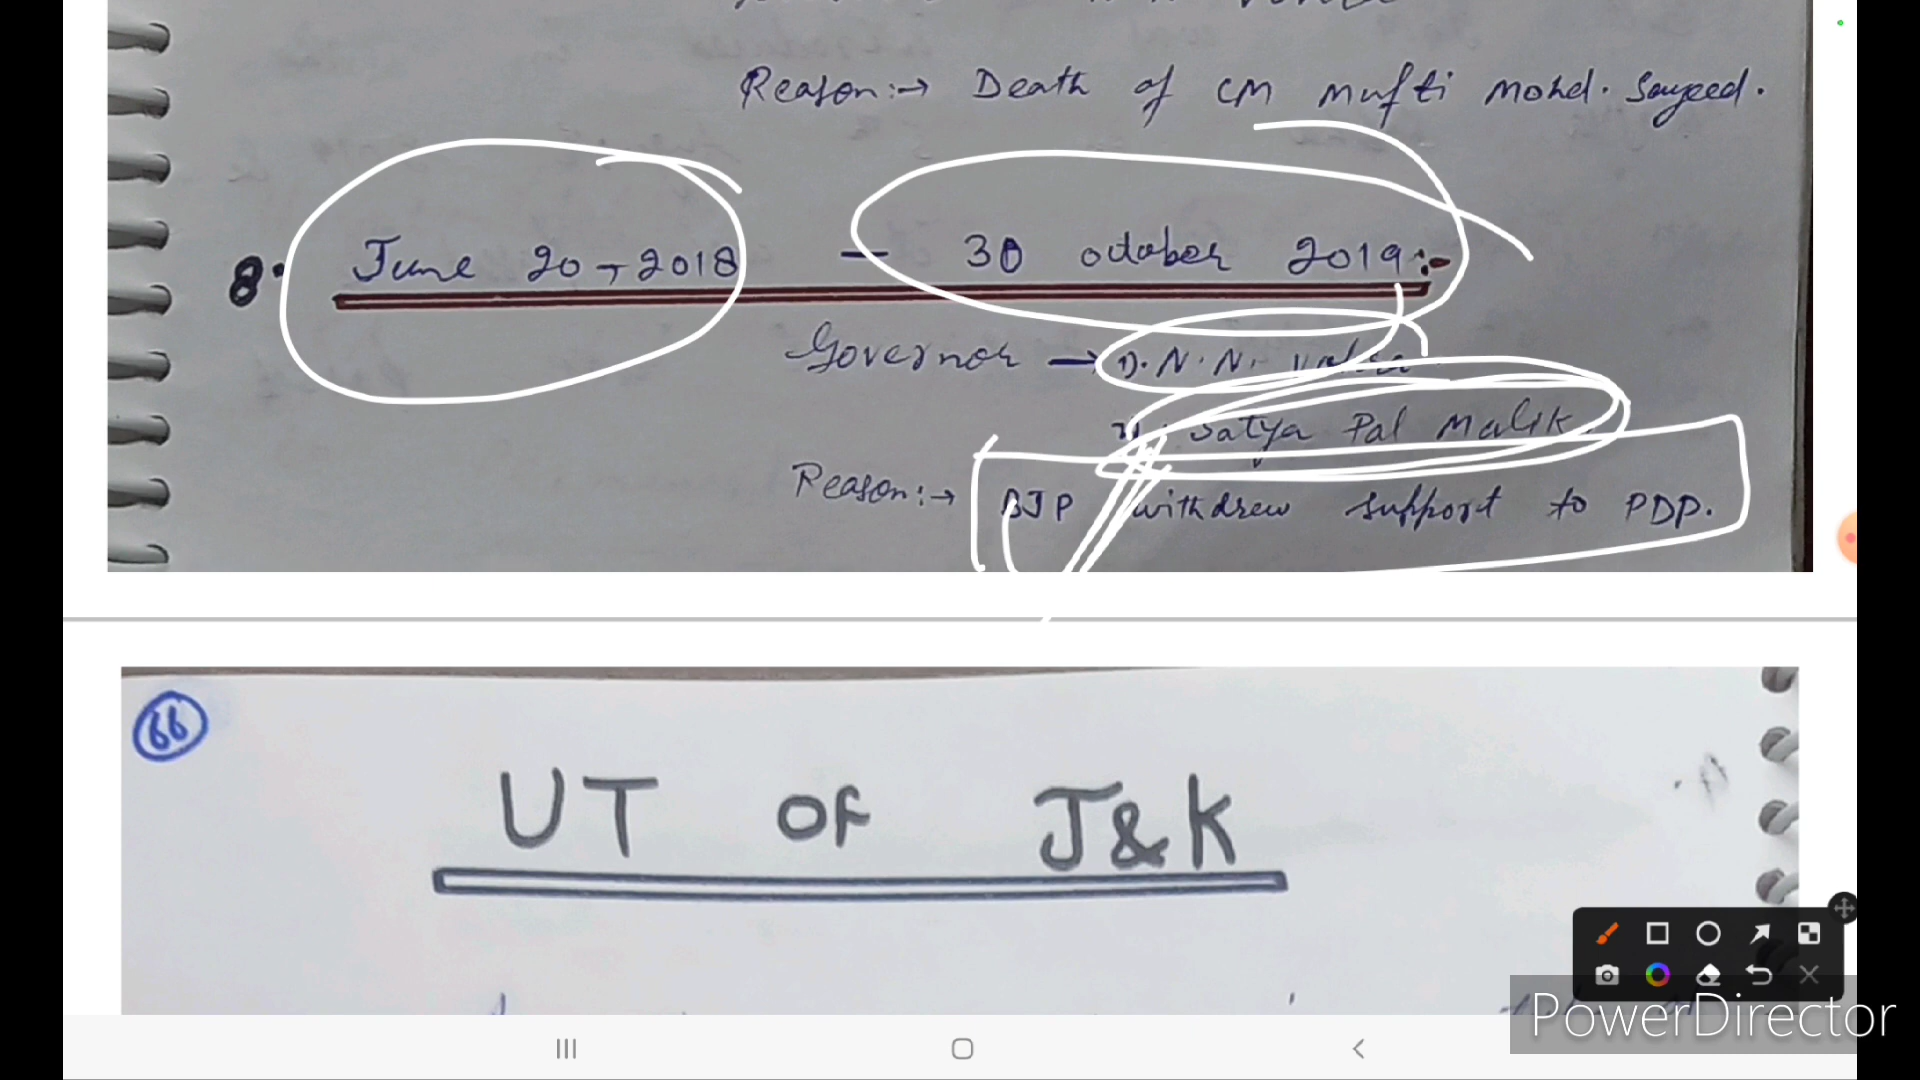 Reason:→ Death of CM Mufti Mohd. Sayeed.
8. June 20, 2018 — 30 october 2019:-
Governor → 1). N. N. Vohra
2). Satya Pal Malik.
Reason:→ BJP withdrew support to PDP.
66
UT OF J&K
PowerDirector